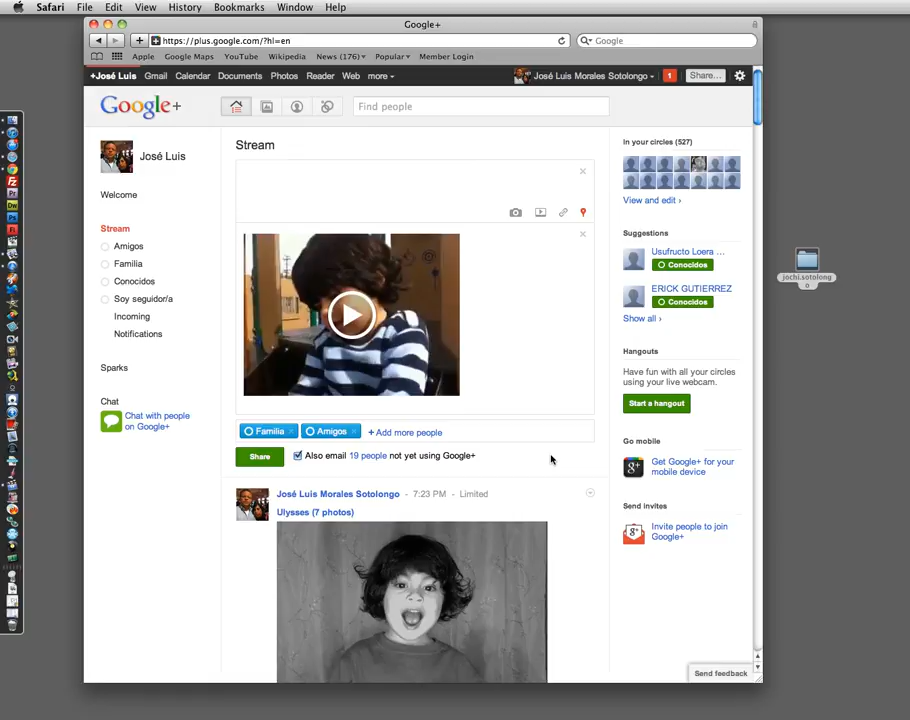 Safari File Edit View History Bookmarks Window Help
Google+
https://plus.google.com/?hl=en
Google
Apple Google Maps YouTube Wikipedia News (176) Popular Member Login
+José Luis Gmail Calendar Documents Photos Reader Web more
José Luis Morales Sotolongo 1 Share...
Google+
Find people
José Luis
Welcome
Stream
Amigos
Familia
Conocidos
Soy seguidor/a
Incoming
Notifications
Sparks
Chat
Chat with people
on Google+
Stream
Familia Amigos + Add more people
Share Also email 19 people not yet using Google+
José Luis Morales Sotolongo - 7:23 PM - Limited
Ulysses (7 photos)
In your circles (527)
View and edit ›
Suggestions
Usufructo Loera ...
Conocidos
ERICK GUTIERREZ
Conocidos
Show all ›
Hangouts
Have fun with all your circles
using your live webcam.
Start a hangout
Go mobile
Get Google+ for your
mobile device
Send invites
Invite people to join
Google+
Send feedback
jochi.sotolong
o